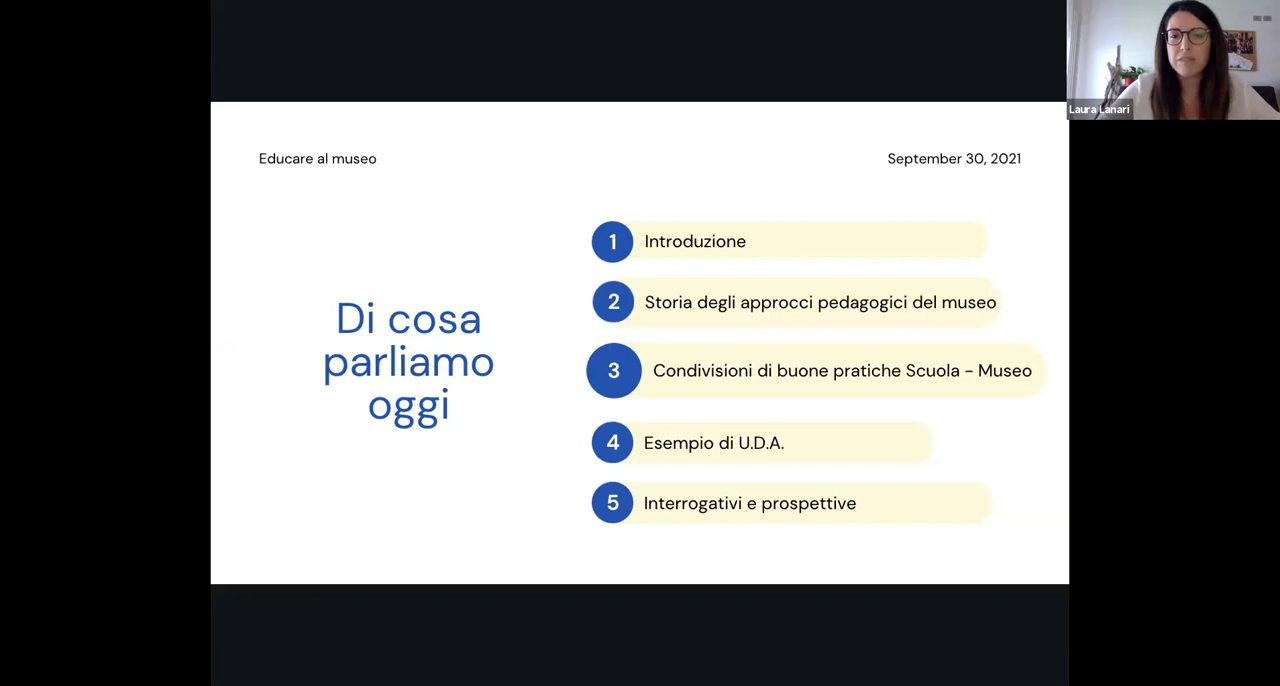 Laura Lanari
Educare al museo
September 30, 2021
Di cosa
parliamo
oggi
1 Introduzione
2 Storia degli approcci pedagogici del museo
3 Condivisioni di buone pratiche Scuola - Museo
4 Esempio di U.D.A.
5 Interrogativi e prospettive